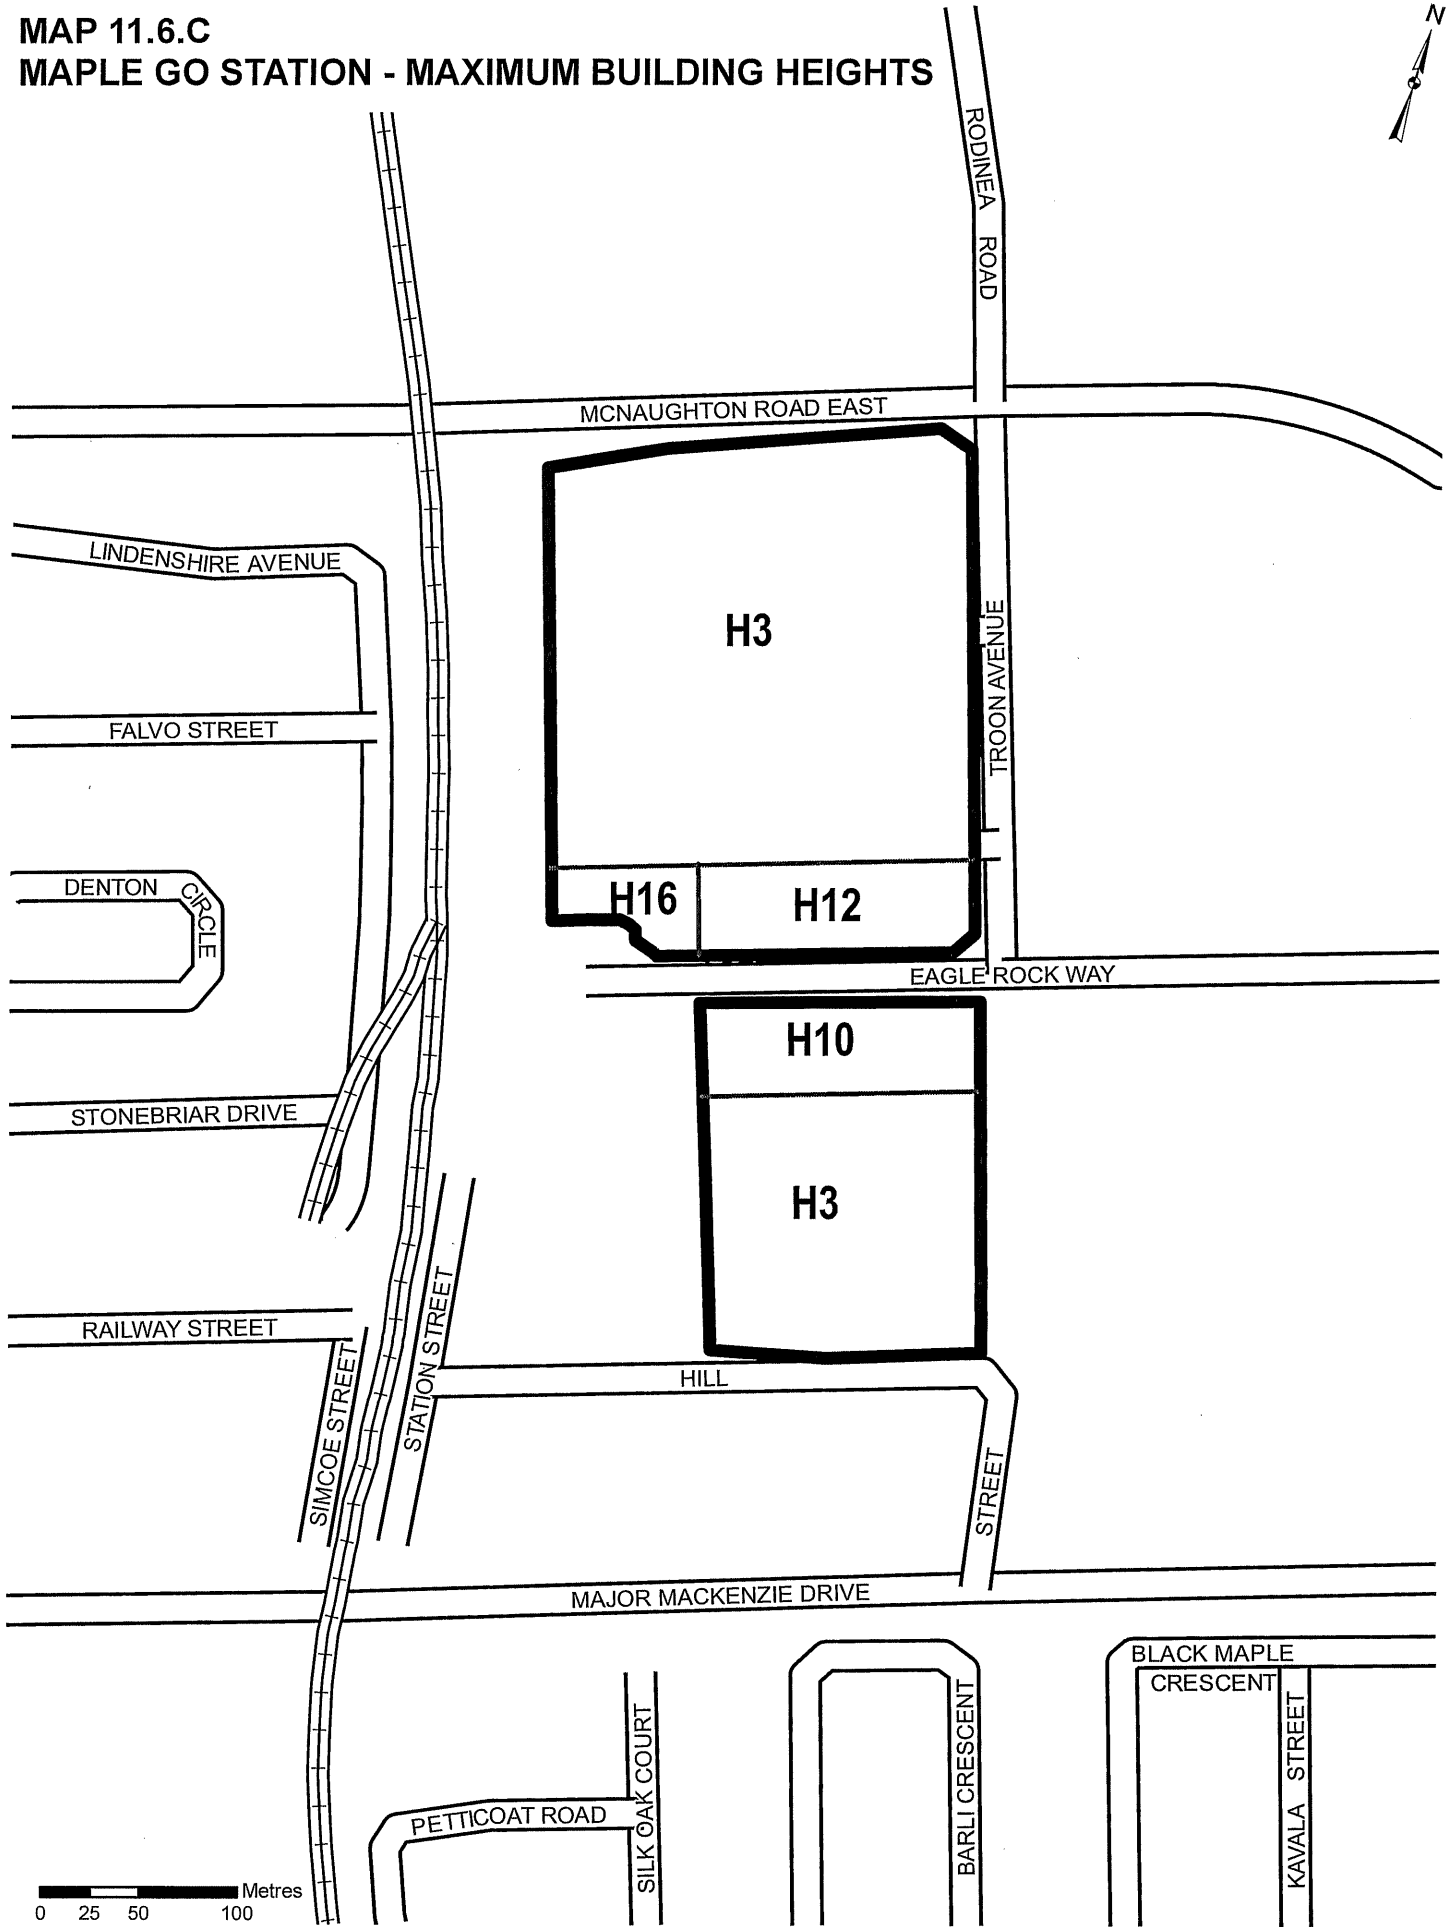 MAP 11.6.C
MAPLE GO STATION - MAXIMUM BUILDING HEIGHTS
N
RODINEA ROAD
MCNAUGHTON ROAD EAST
LINDENSHIRE AVENUE
H3
TROON AVENUE
FALVO STREET
DENTON CIRCLE
H16
H12
EAGLE ROCK WAY
H10
STONEBRIAR DRIVE
H3
RAILWAY STREET
SIMCOE STREET
STATION STREET
HILL STREET
MAJOR MACKENZIE DRIVE
BLACK MAPLE
CRESCENT
SILK OAK COURT
BARLI CRESCENT
KAVALA STREET
PETTICOAT ROAD
Metres
0 25 50 100